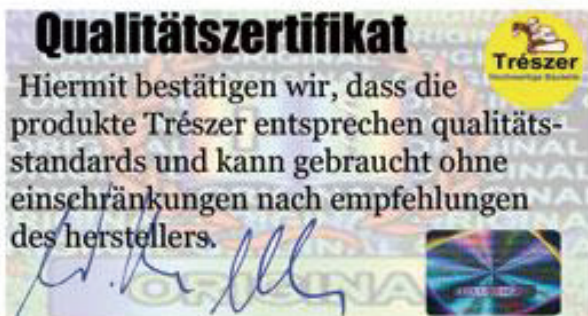 Qualitätszertifikat
Trészer
Hiermit bestätigen wir, dass die
produkte Trészer entsprechen qualitäts-
standards und kann gebraucht ohne
einschränkungen nach empfehlungen
des herstellers.
ORIGINAL